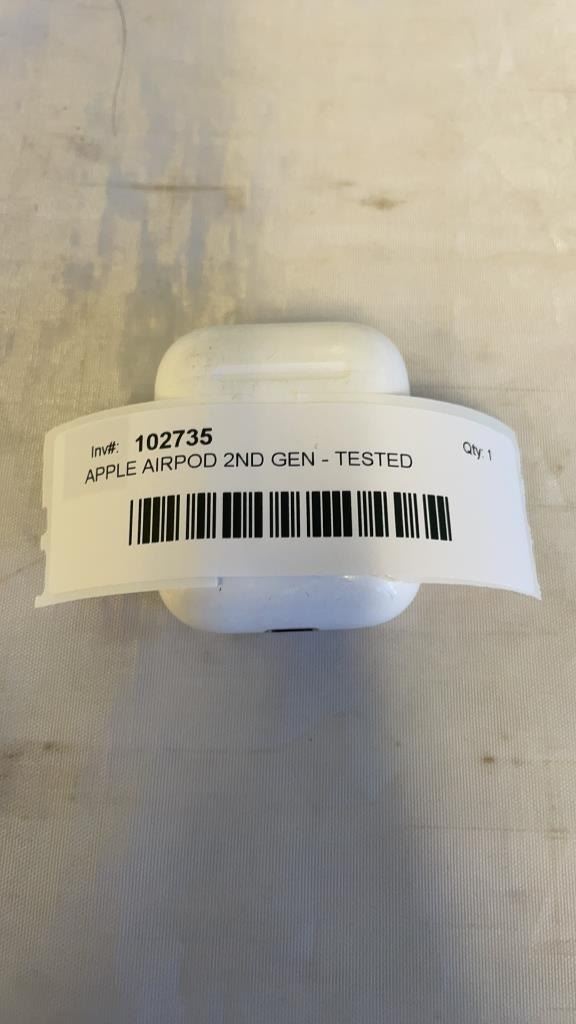 Inv#: 102735 Qty: 1
APPLE AIRPOD 2ND GEN - TESTED